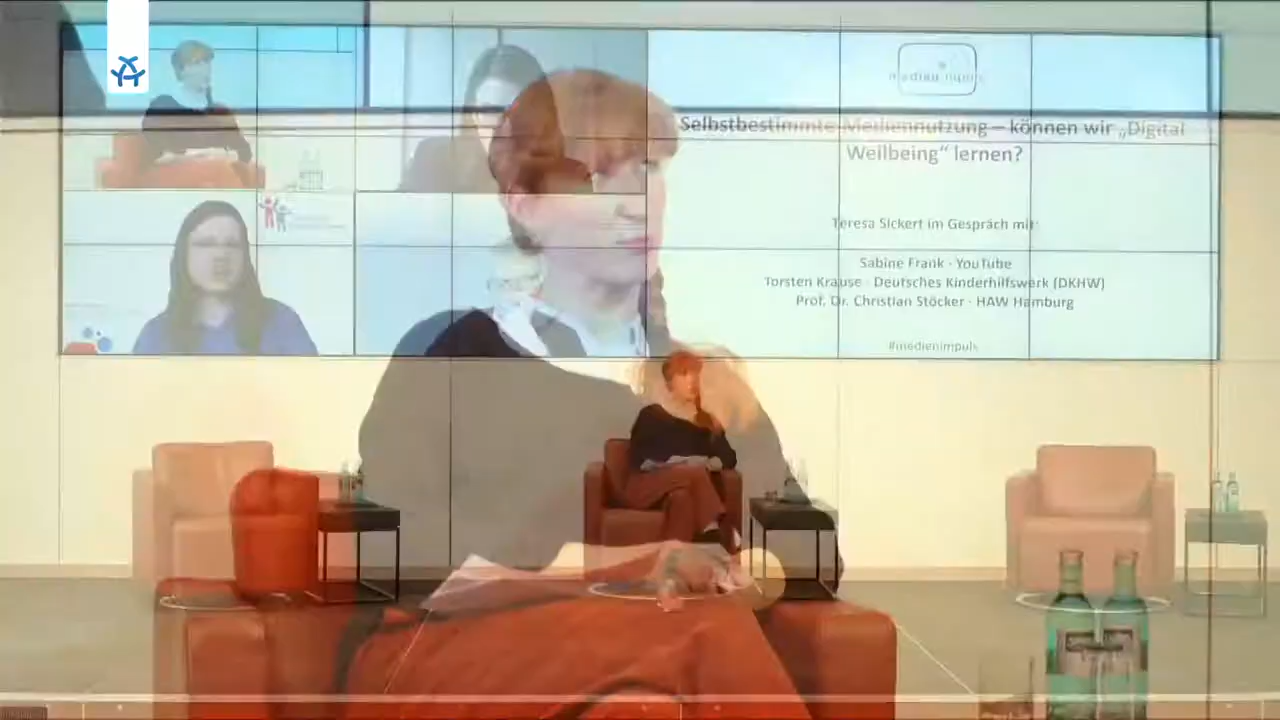 medien impuls
Selbstbestimmte Mediennutzung – können wir „Digital
Wellbeing“ lernen?
Teresa Sickert im Gespräch mit:
Sabine Frank - YouTube
Torsten Krause - Deutsches Kinderhilfswerk (DKHW)
Prof. Dr. Christian Stöcker - HAW Hamburg
#medienimpuls